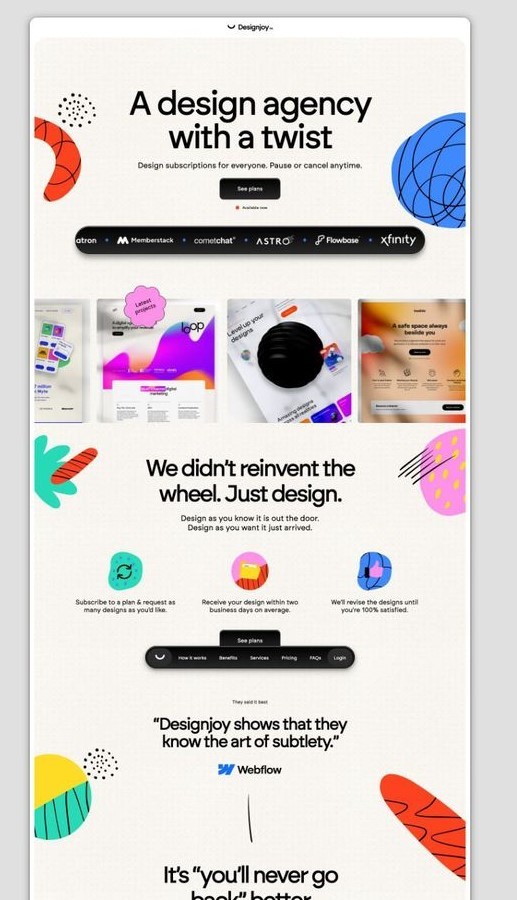 Designjoy
A design agency
with a twist
Design subscriptions for everyone. Pause or cancel anytime.
See plans
Available now
atron
Memberstack
cometchat
ASTRO
Flowbase
xfinity
Latest
projects
loop
Level up your
designs
Amazing designs
A safe space always
beside you
We didn't reinvent the
wheel. Just design.
Design as you know it is out the door.
Design as you want it just arrived.
Subscribe to a plan & request as
many designs as you'd like.
Receive your design within two
business days on average.
We'll revise the designs until
you're 100% satisfied.
See plans
How it works Benefits Services Pricing FAQs Login
They said it best
“Designjoy shows that they
know the art of subtlety.”
Webflow
It's “you'll never go
back” better